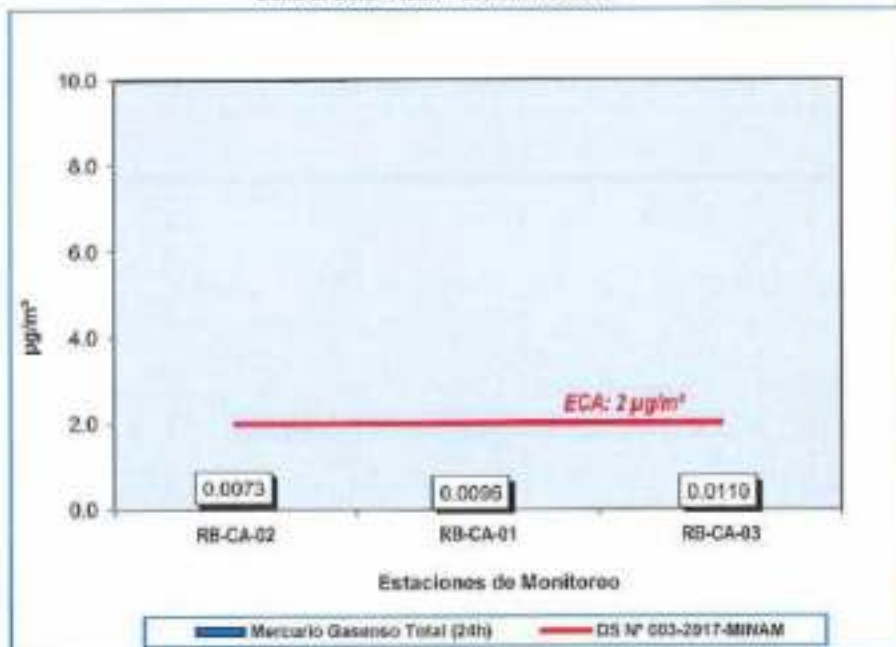 10.0
8.0
6.0
4.0
2.0
0.0
µg/m³
ECA: 2 µg/m³
0.0073
0.0096
0.0119
RB-CA-02
RB-CA-01
RB-CA-03
Estaciones de Monitoreo
Mercurio Gaseoso Total (24h)
DS Nº 003-2017-MINAM